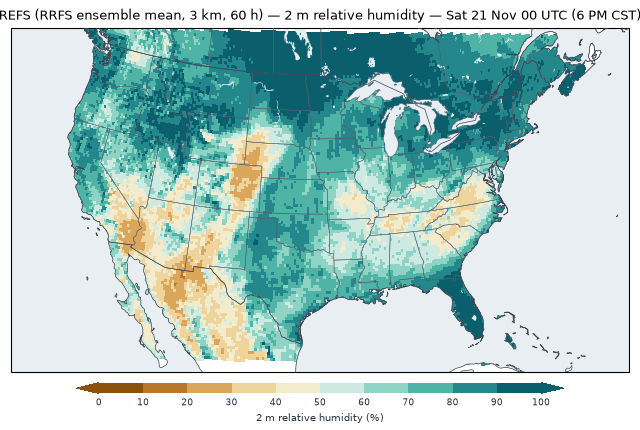 REFS (RRFS ensemble mean, 3 km, 60 h) — 2 m relative humidity — Sat 21 Nov 00 UTC (6 PM CST)
0 10 20 30 40 50 60 70 80 90 100
2 m relative humidity (%)